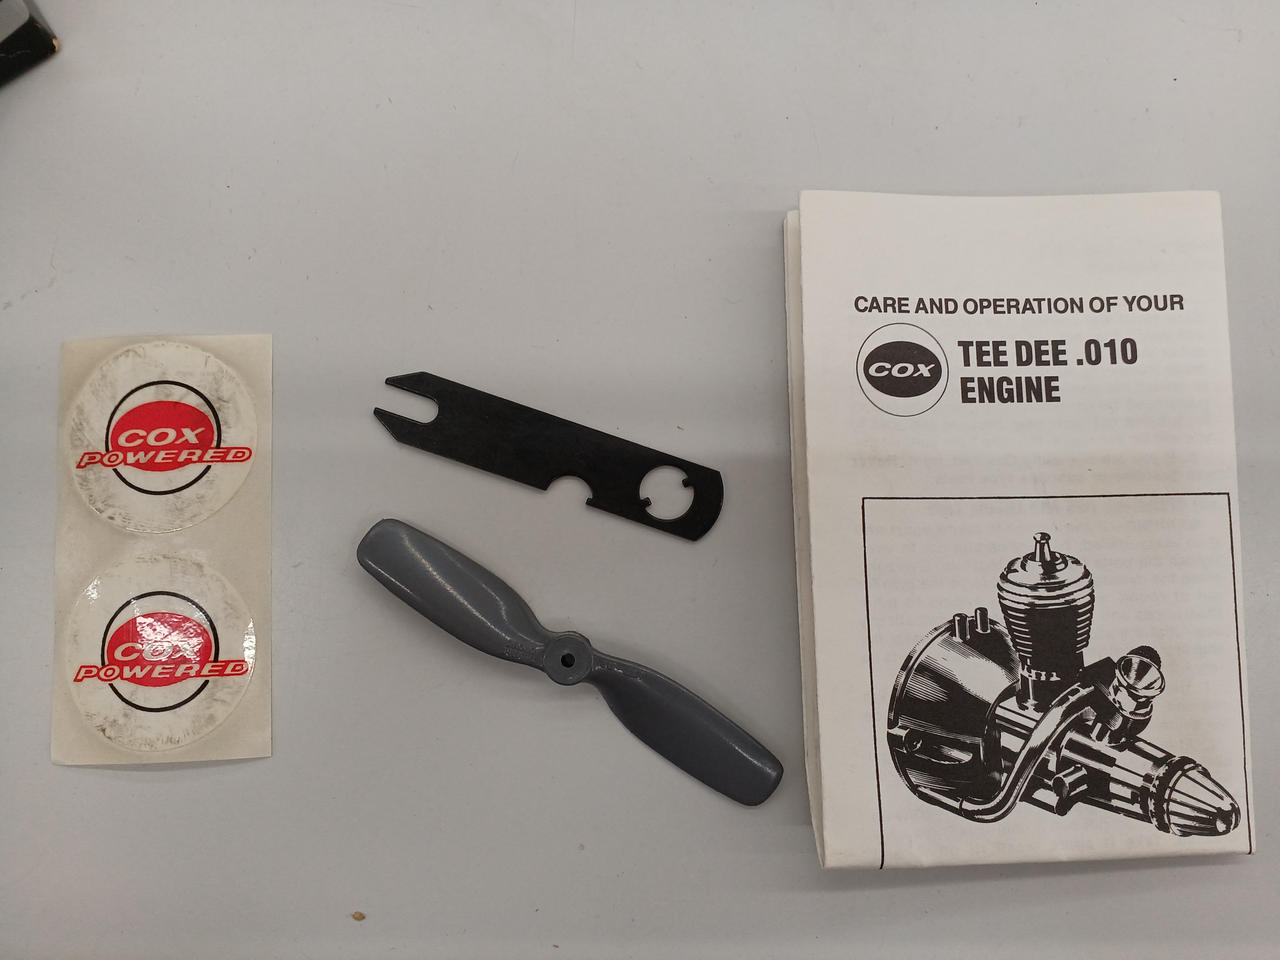 COX
POWERED
COX
POWERED
CARE AND OPERATION OF YOUR
COX
TEE DEE .010
ENGINE